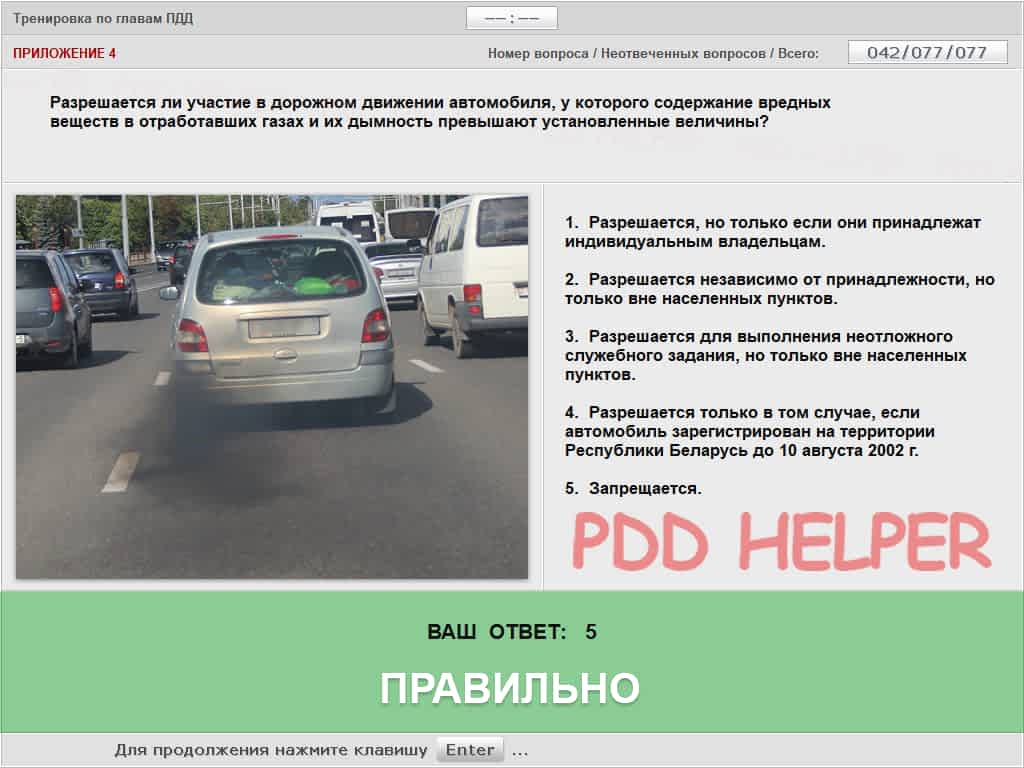 Тренировка по главам ПДД
––:––
ПРИЛОЖЕНИЕ 4
Номер вопроса / Неотвеченных вопросов / Всего:
042/077/077
Разрешается ли участие в дорожном движении автомобиля, у которого содержание вредных
веществ в отработавших газах и их дымность превышают установленные величины?
1. Разрешается, но только если они принадлежат
индивидуальным владельцам.
2. Разрешается независимо от принадлежности, но
только вне населенных пунктов.
3. Разрешается для выполнения неотложного
служебного задания, но только вне населенных
пунктов.
4. Разрешается только в том случае, если
автомобиль зарегистрирован на территории
Республики Беларусь до 10 августа 2002 г.
5. Запрещается.
PDD HELPER
ВАШ ОТВЕТ: 5
ПРАВИЛЬНО
Для продолжения нажмите клавишу Enter ...